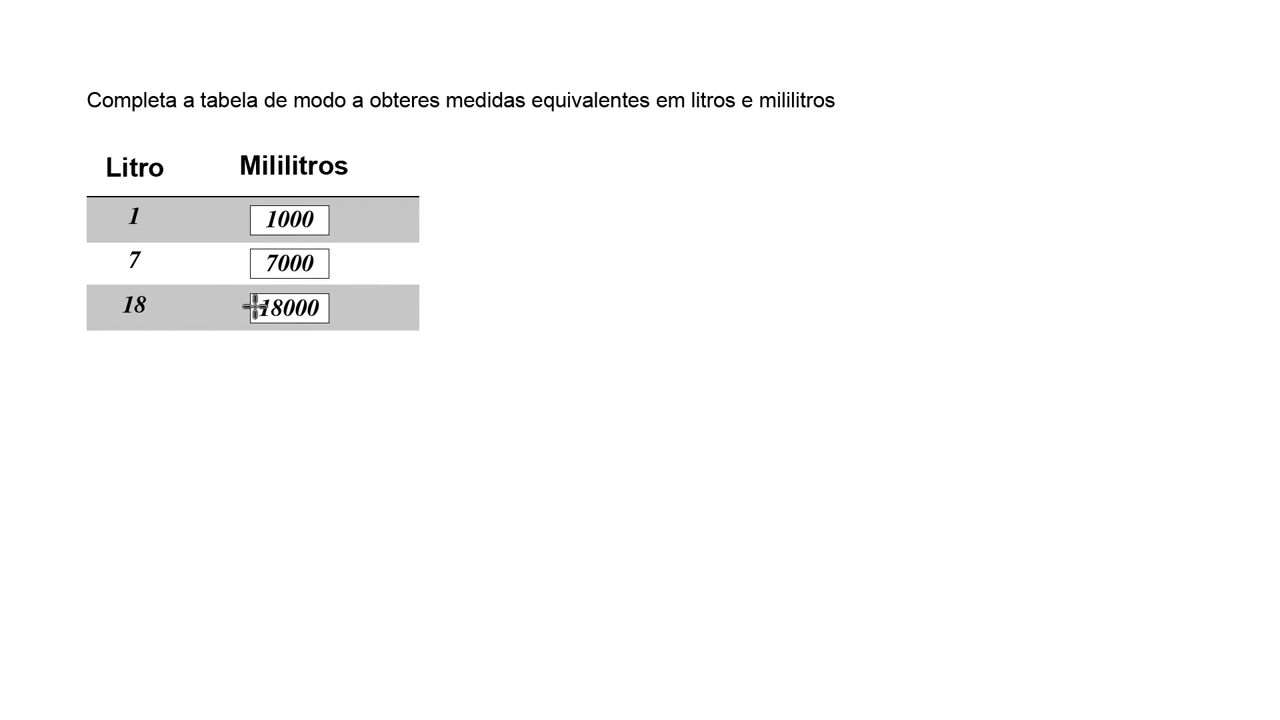 Completa a tabela de modo a obteres medidas equivalentes em litros e mililitros
Litro Mililitros
1 1000
7 7000
18 18000